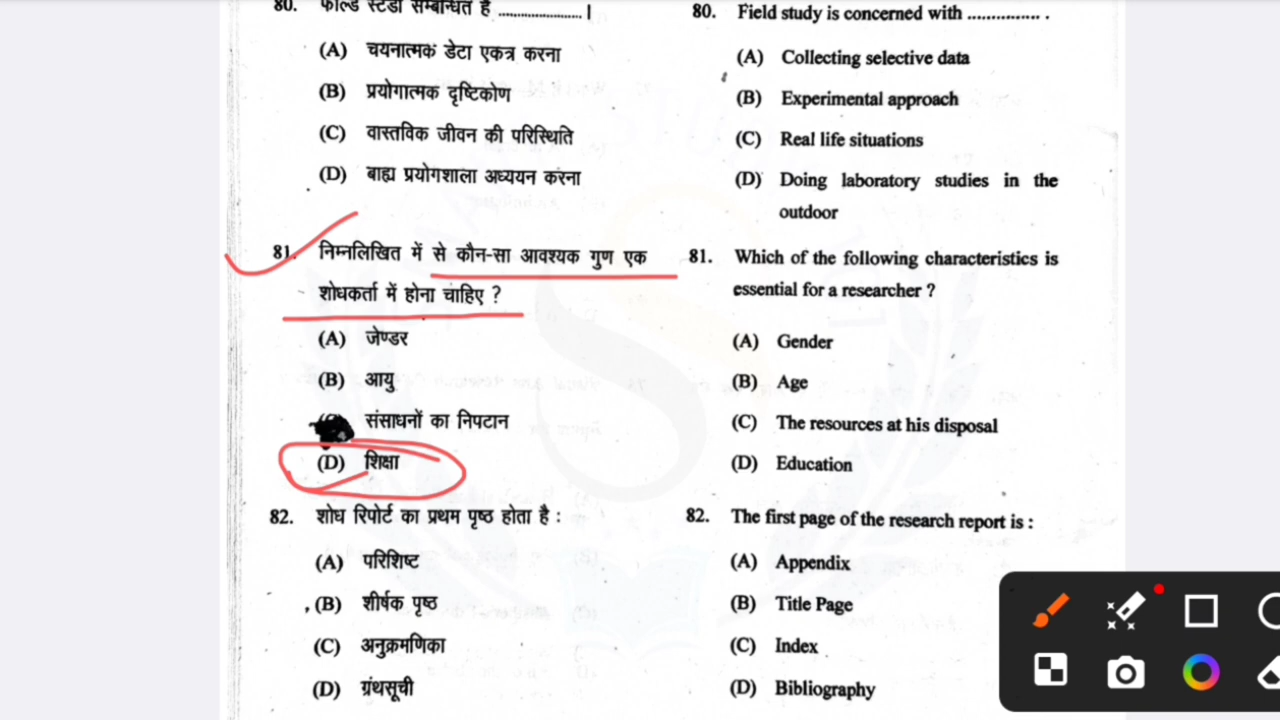 80. फील्ड स्टडी सम्बन्धित है ..................... ।
(A) चयनात्मक डेटा एकत्र करना
(B) प्रयोगात्मक दृष्टिकोण
(C) वास्तविक जीवन की परिस्थिति
(D) बाह्य प्रयोगशाला अध्ययन करना
81. निम्नलिखित में से कौन-सा आवश्यक गुण एक
शोधकर्ता में होना चाहिए ?
(A) जेण्डर
(B) आयु
संसाधनों का निपटान
(D) शिक्षा
82. शोध रिपोर्ट का प्रथम पृष्ठ होता है :
(A) परिशिष्ट
(B) शीर्षक पृष्ठ
(C) अनुक्रमणिका
(D) ग्रंथसूची
80. Field study is concerned with ............... .
(A) Collecting selective data
(B) Experimental approach
(C) Real life situations
(D) Doing laboratory studies in the
outdoor
81. Which of the following characteristics is
essential for a researcher ?
(A) Gender
(B) Age
(C) The resources at his disposal
(D) Education
82. The first page of the research report is :
(A) Appendix
(B) Title Page
(C) Index
(D) Bibliography